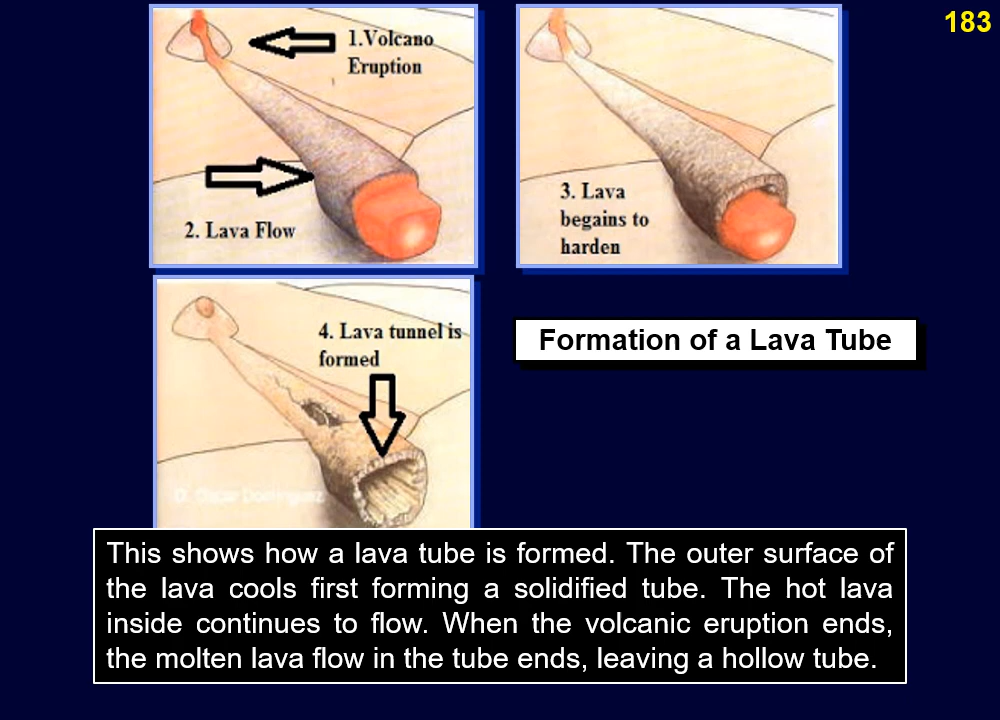 183
1.Volcano
Eruption
2. Lava Flow
3. Lava
begains to
harden
4. Lava tunnel is
formed
D. Oscar Dominguez
Formation of a Lava Tube
This shows how a lava tube is formed. The outer surface of
the lava cools first forming a solidified tube. The hot lava
inside continues to flow. When the volcanic eruption ends,
the molten lava flow in the tube ends, leaving a hollow tube.